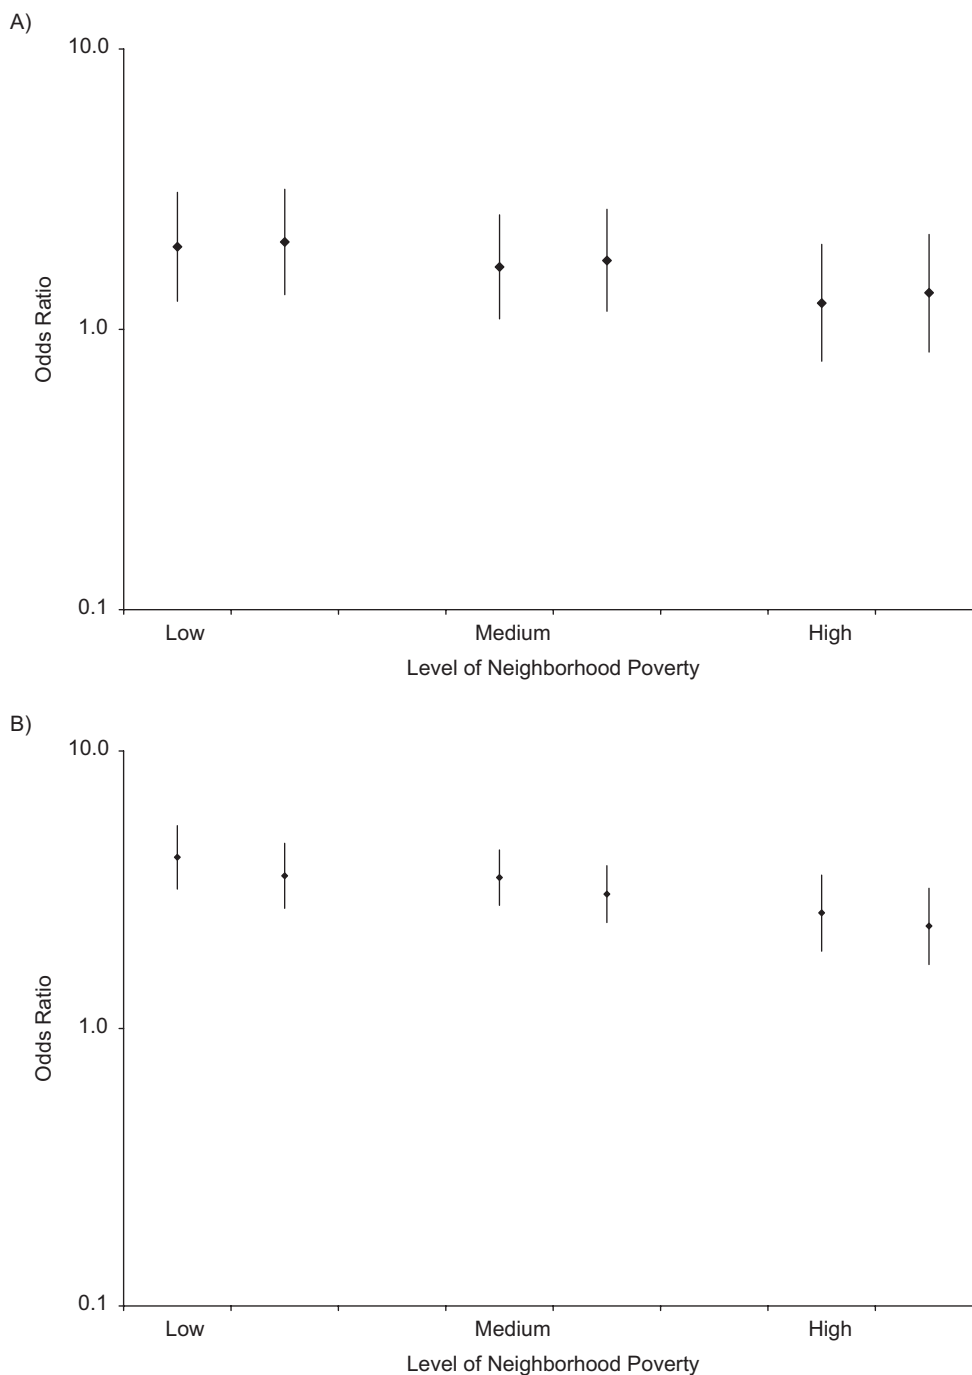 A)
10.0
1.0
0.1
Odds Ratio
Low Medium High
Level of Neighborhood Poverty
B)
10.0
1.0
0.1
Odds Ratio
Low Medium High
Level of Neighborhood Poverty